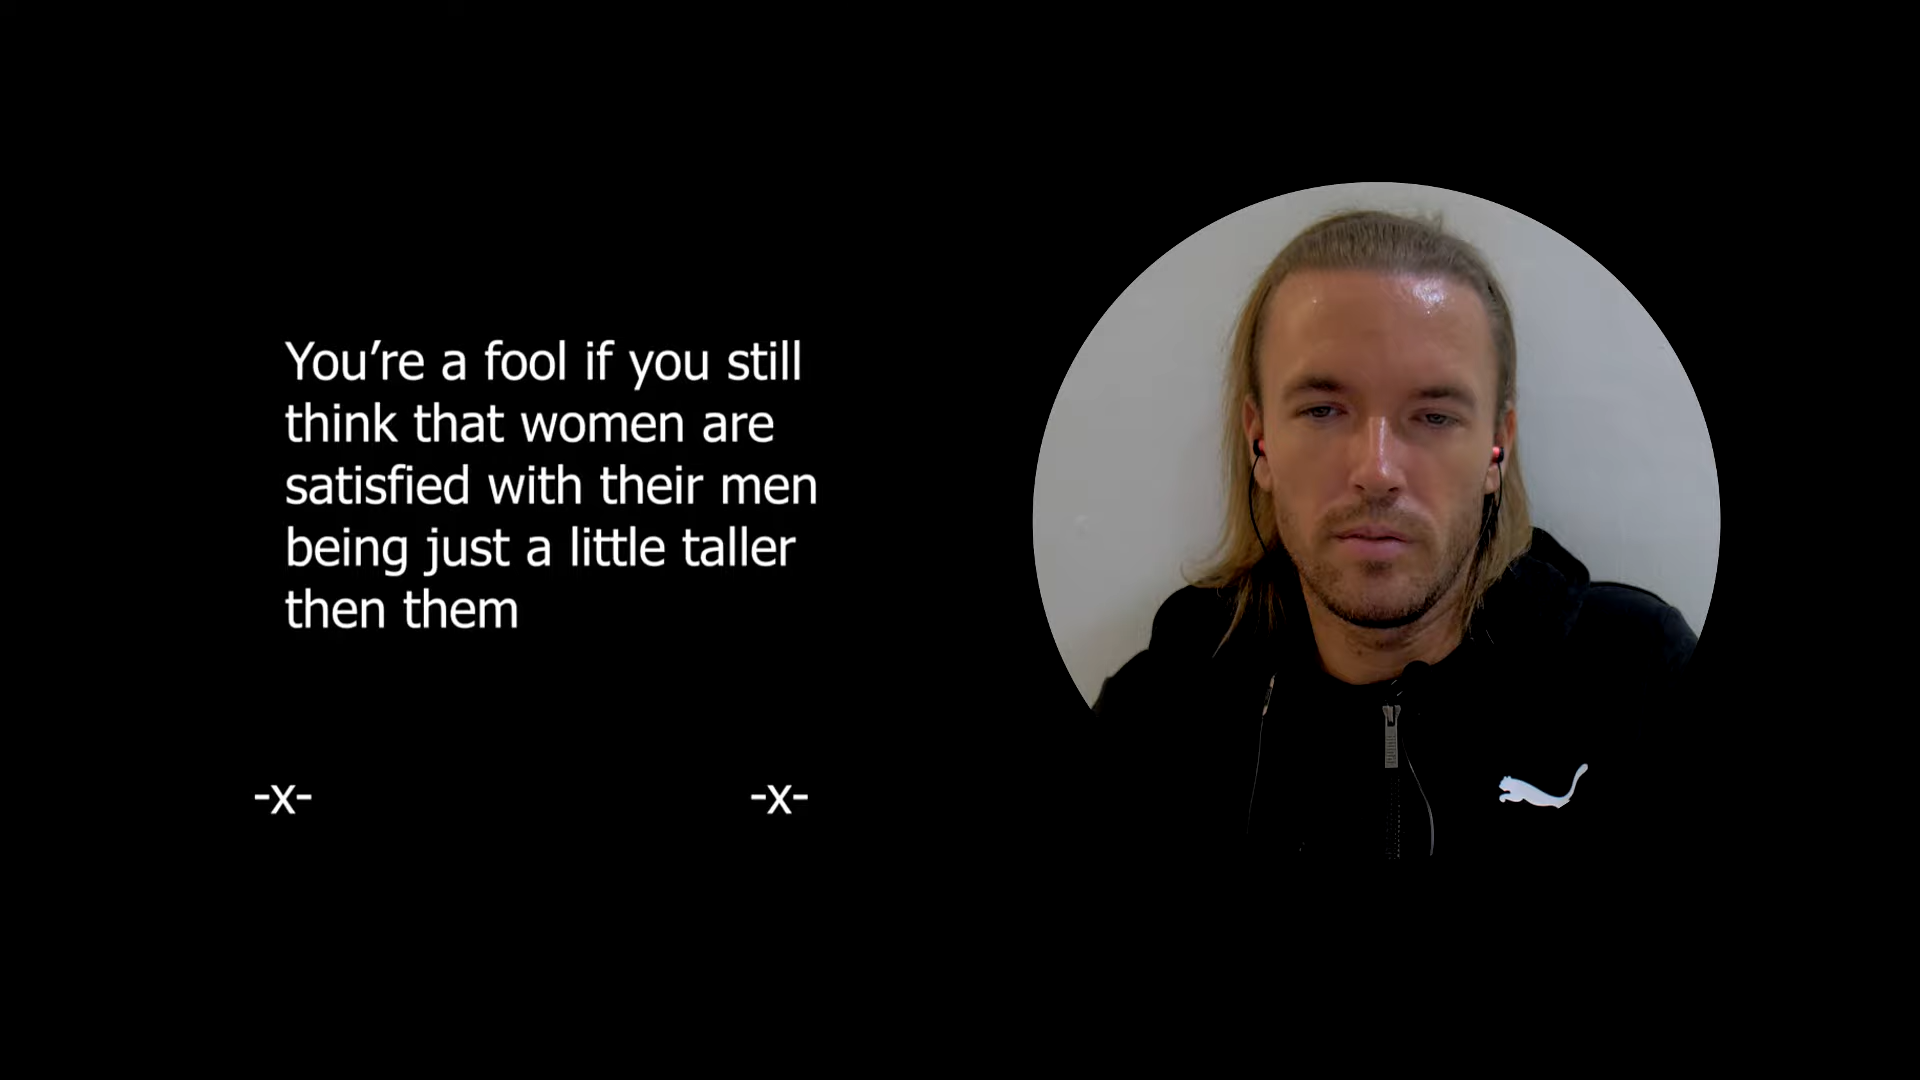 You’re a fool if you still
think that women are
satisfied with their men
being just a little taller
then them
-x- -x-